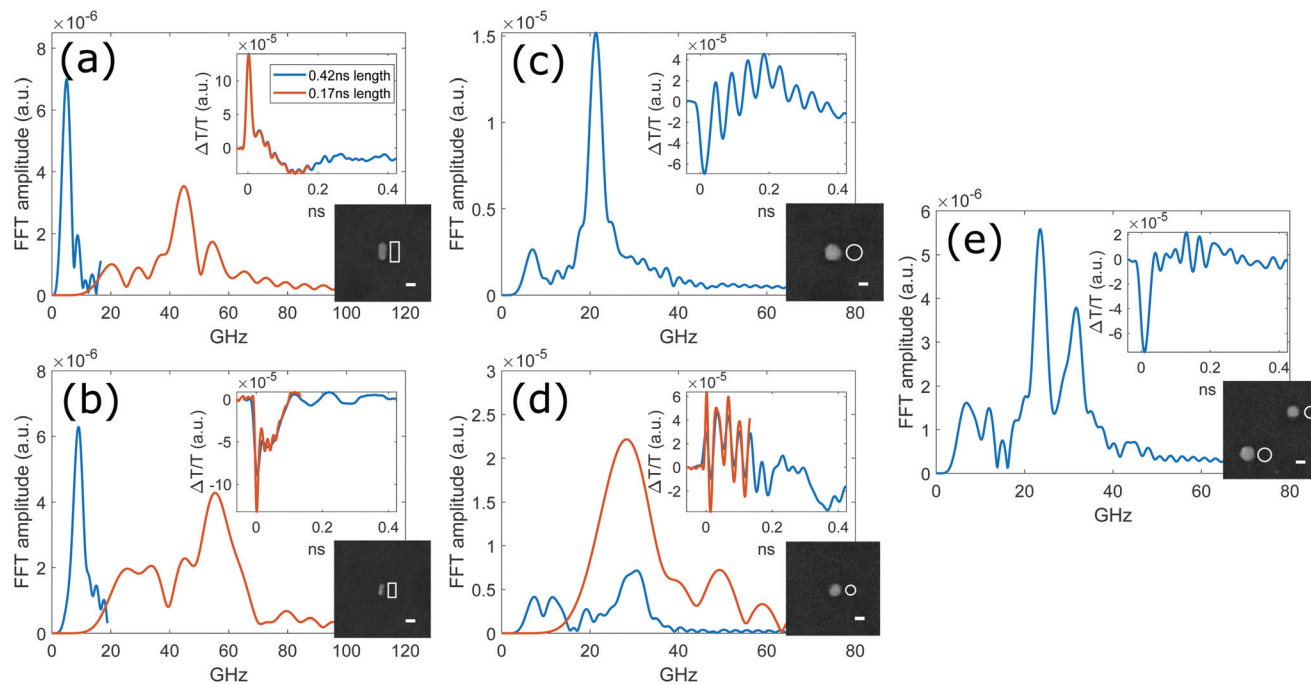 (a)
×10⁻⁶
8
7
6
5
4
3
2
1
0
FFT amplitude (a.u.)
0 20 40 60 80 100 120
GHz
×10⁻⁵
10
5
0
ΔT/T (a.u.)
0 0.2 0.4
ns
0.42ns length
0.17ns length
(b)
×10⁻⁶
8
6
4
2
0
FFT amplitude (a.u.)
0 20 40 60 80 100 120
GHz
×10⁻⁵
0
-5
-10
ΔT/T (a.u.)
0 0.2 0.4
ns
(c)
×10⁻⁵
1.5
1
0.5
0
FFT amplitude (a.u.)
0 20 40 60 80
GHz
×10⁻⁵
4
2
0
-2
-4
-6
ΔT/T (a.u.)
0 0.2 0.4
ns
(d)
×10⁻⁵
3
2.5
2
1.5
1
0.5
0
FFT amplitude (a.u.)
0 20 40 60 80
GHz
×10⁻⁵
6
4
2
0
-2
ΔT/T (a.u.)
0 0.2 0.4
ns
(e)
×10⁻⁶
6
5
4
3
2
1
0
FFT amplitude (a.u.)
0 20 40 60 80
GHz
×10⁻⁵
2
0
-2
-4
-6
ΔT/T (a.u.)
0 0.2 0.4
ns